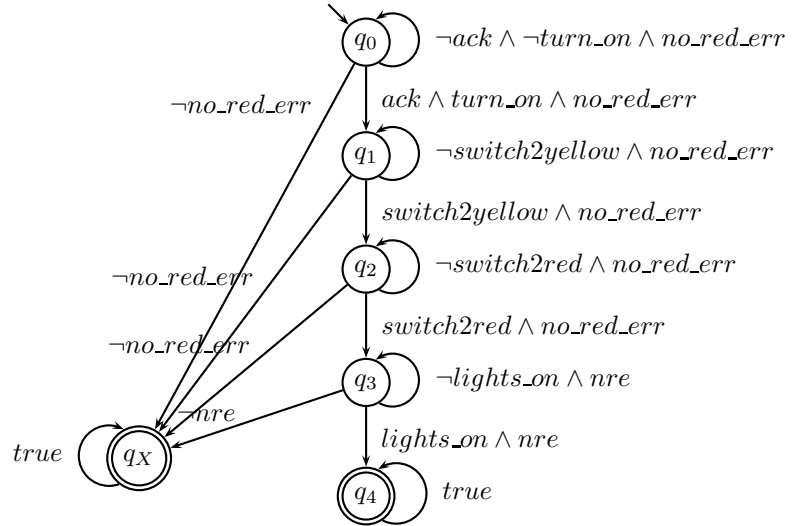 q0 ¬ack ∧ ¬turn_on ∧ no_red_err
¬no_red_err ack ∧ turn_on ∧ no_red_err
q1 ¬switch2yellow ∧ no_red_err
switch2yellow ∧ no_red_err
q2 ¬switch2red ∧ no_red_err
¬no_red_err
switch2red ∧ no_red_err
¬no_red_err
q3 ¬lights_on ∧ nre
¬nre
lights_on ∧ nre
true qX
q4 true